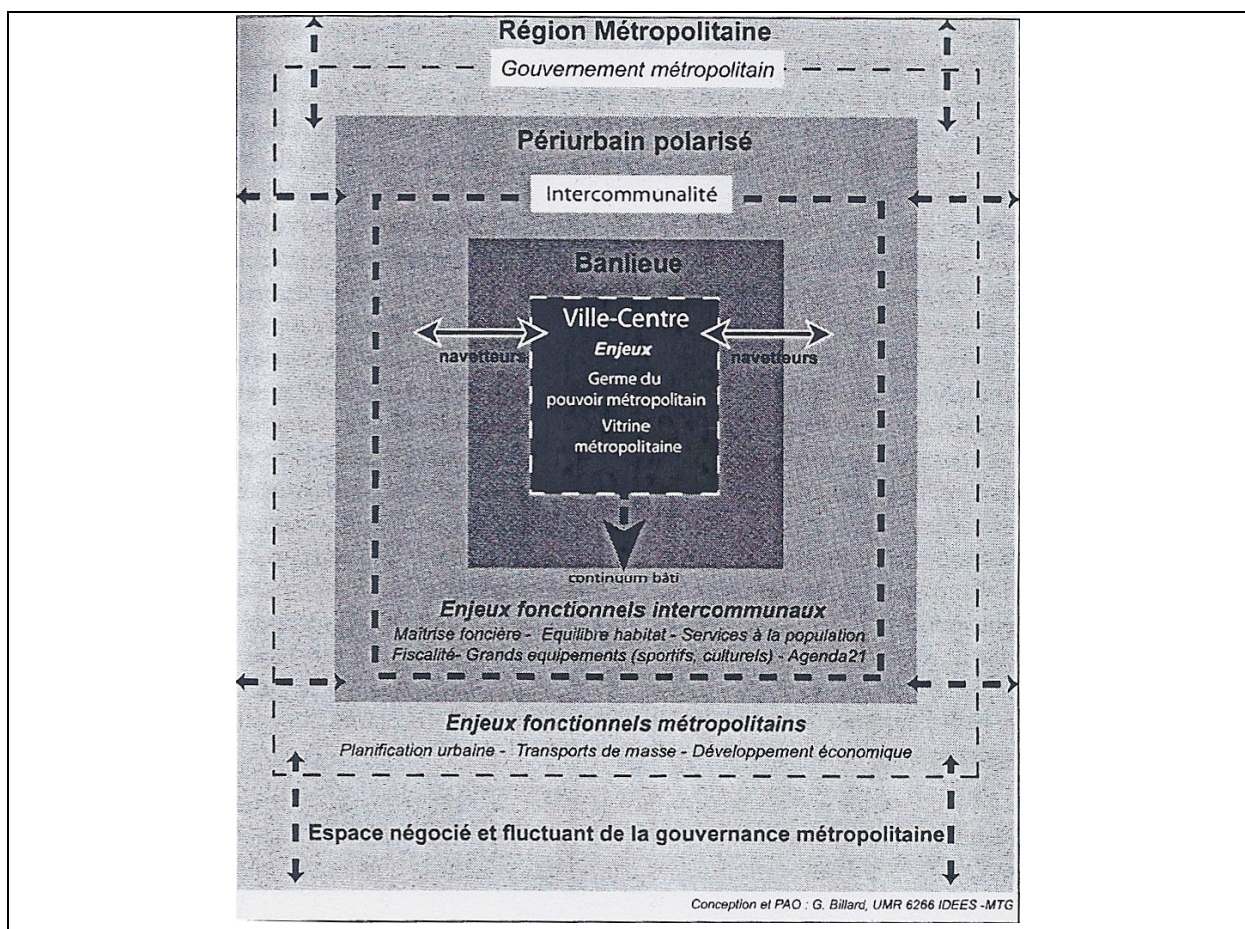 Région Métropolitaine
Gouvernement métropolitain
Périurbain polarisé
Intercommunalité
Banlieue
Ville-Centre
Enjeux
navetteurs
navetteurs
Germe du
pouvoir métropolitain
Vitrine
métropolitaine
continuum bâti
Enjeux fonctionnels intercommunaux
Maîtrise foncière - Equilibre habitat - Services à la population
Fiscalité- Grands equipements (sportifs, culturels) - Agenda21
Enjeux fonctionnels métropolitains
Planification urbaine - Transports de masse - Développement économique
Espace négocié et fluctuant de la gouvernance métropolitaine
Conception et PAO : G. Billard, UMR 6266 IDEES -MTG